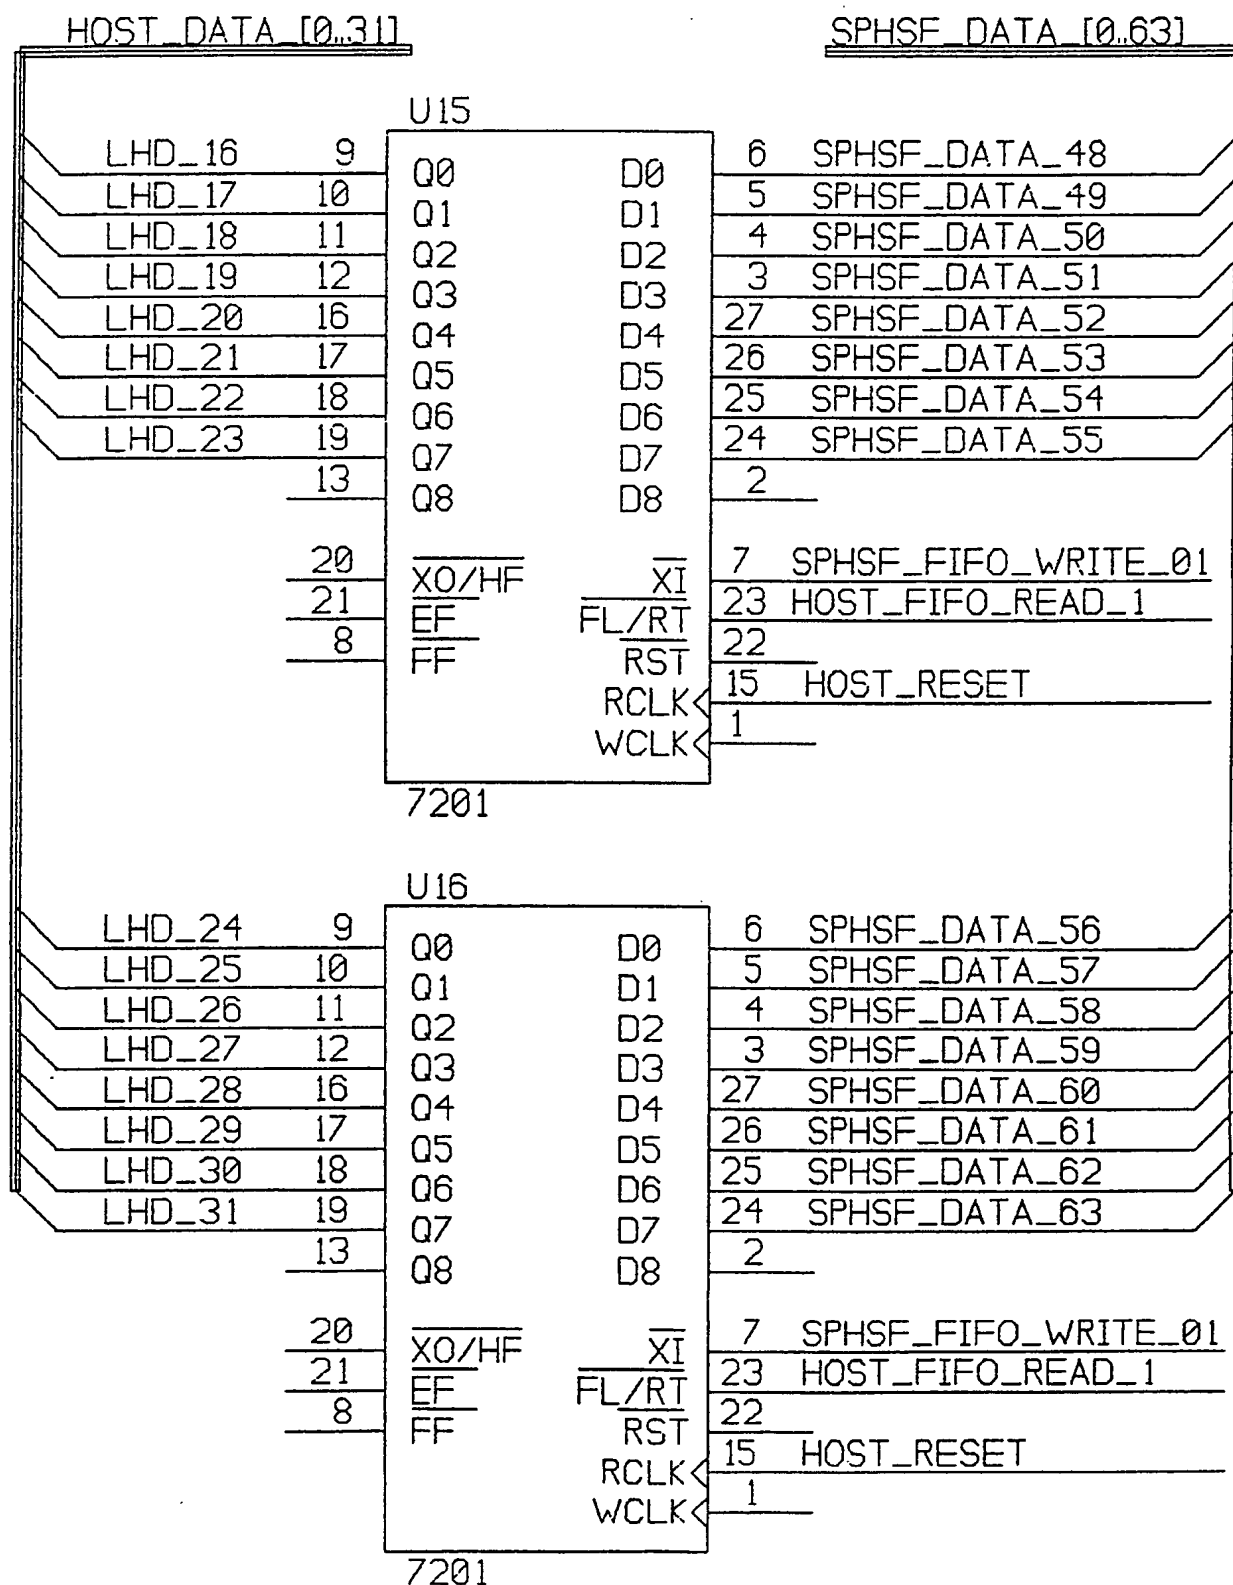 HOST_DATA_[0..31] SPHSF_DATA_[0..63]
U15
LHD_16 9 Q0 D0 6 SPHSF_DATA_48
LHD_17 10 Q1 D1 5 SPHSF_DATA_49
LHD_18 11 Q2 D2 4 SPHSF_DATA_50
LHD_19 12 Q3 D3 3 SPHSF_DATA_51
LHD_20 16 Q4 D4 27 SPHSF_DATA_52
LHD_21 17 Q5 D5 26 SPHSF_DATA_53
LHD_22 18 Q6 D6 25 SPHSF_DATA_54
LHD_23 19 Q7 D7 24 SPHSF_DATA_55
13 Q8 D8 2
20 XO/HF XI 7 SPHSF_FIFO_WRITE_01
21 EF FL/RT 23 HOST_FIFO_READ_1
8 FF RST 22
RCLK 15 HOST_RESET
WCLK 1
7201
U16
LHD_24 9 Q0 D0 6 SPHSF_DATA_56
LHD_25 10 Q1 D1 5 SPHSF_DATA_57
LHD_26 11 Q2 D2 4 SPHSF_DATA_58
LHD_27 12 Q3 D3 3 SPHSF_DATA_59
LHD_28 16 Q4 D4 27 SPHSF_DATA_60
LHD_29 17 Q5 D5 26 SPHSF_DATA_61
LHD_30 18 Q6 D6 25 SPHSF_DATA_62
LHD_31 19 Q7 D7 24 SPHSF_DATA_63
13 Q8 D8 2
20 XO/HF XI 7 SPHSF_FIFO_WRITE_01
21 EF FL/RT 23 HOST_FIFO_READ_1
8 FF RST 22
RCLK 15 HOST_RESET
WCLK 1
7201